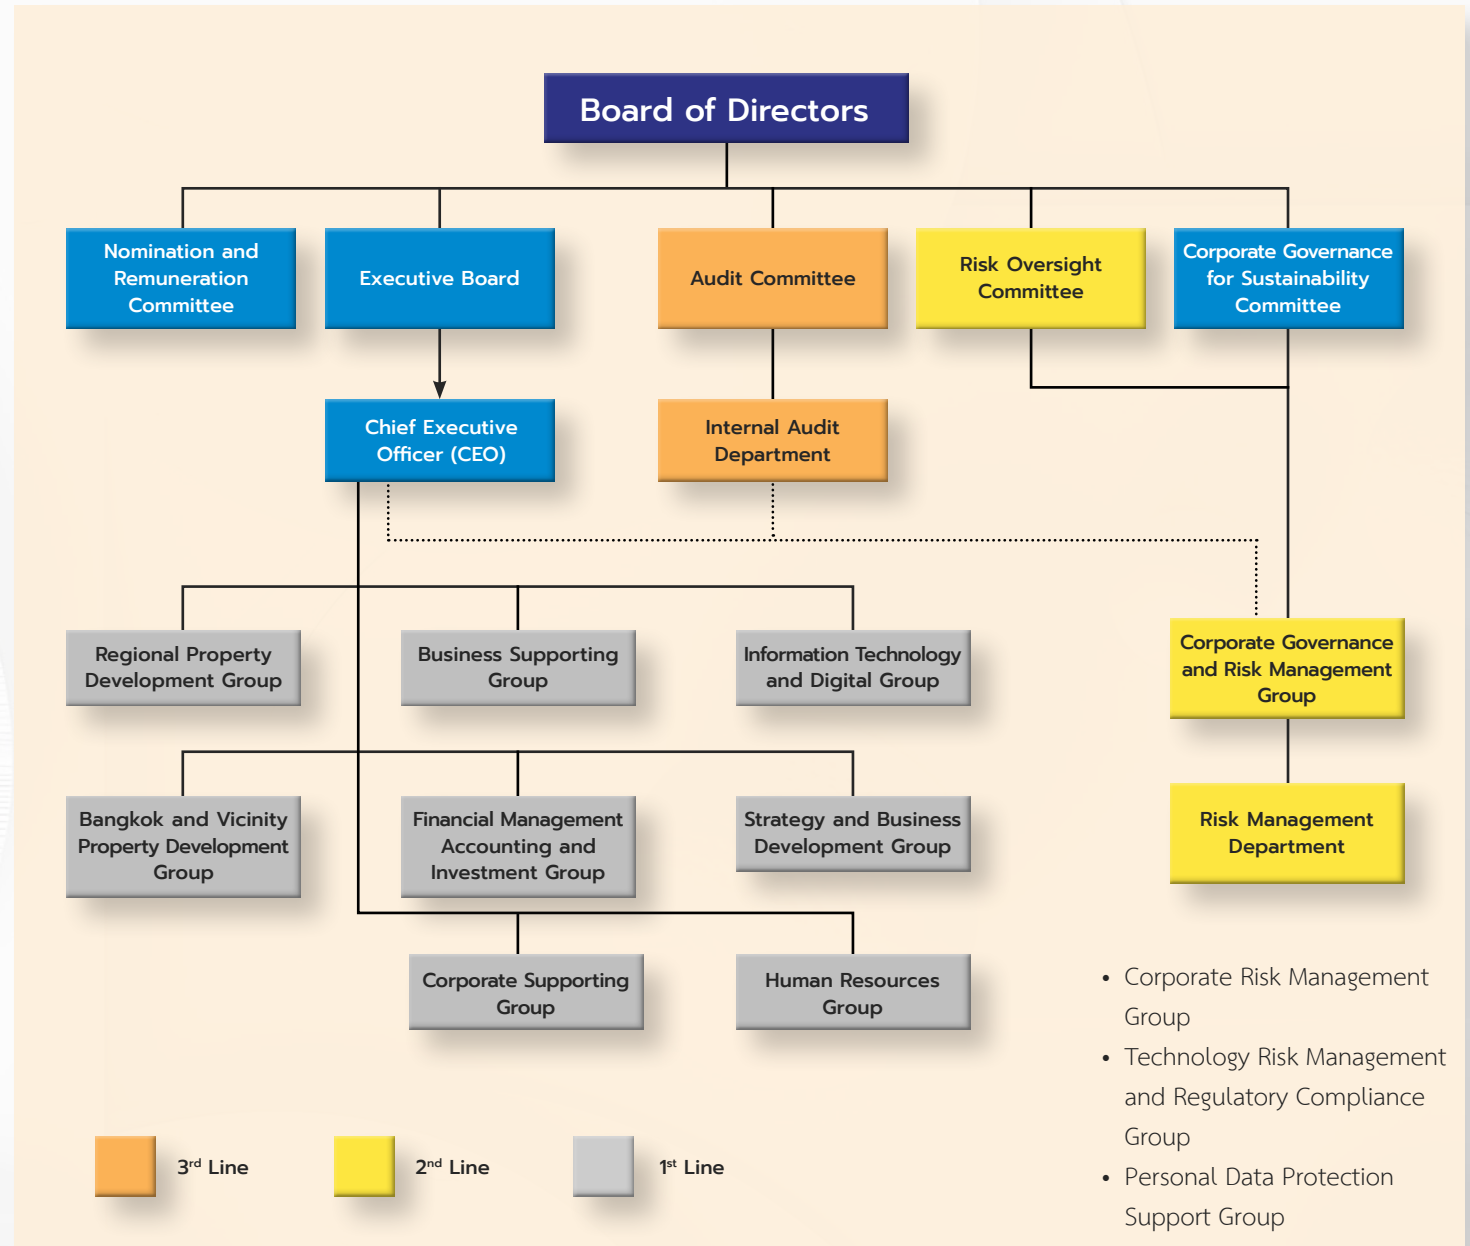 Board of Directors
Nomination and
Remuneration
Committee
Executive Board
Audit Committee
Risk Oversight
Committee
Corporate Governance
for Sustainability
Committee
Chief Executive
Officer (CEO)
Internal Audit
Department
Regional Property
Development Group
Business Supporting
Group
Information Technology
and Digital Group
Corporate Governance
and Risk Management
Group
Bangkok and Vicinity
Property Development
Group
Financial Management
Accounting and
Investment Group
Strategy and Business
Development Group
Risk Management
Department
Corporate Supporting
Group
Human Resources
Group
• Corporate Risk Management
Group
• Technology Risk Management
and Regulatory Compliance
Group
• Personal Data Protection
Support Group
3rd Line
2nd Line
1st Line